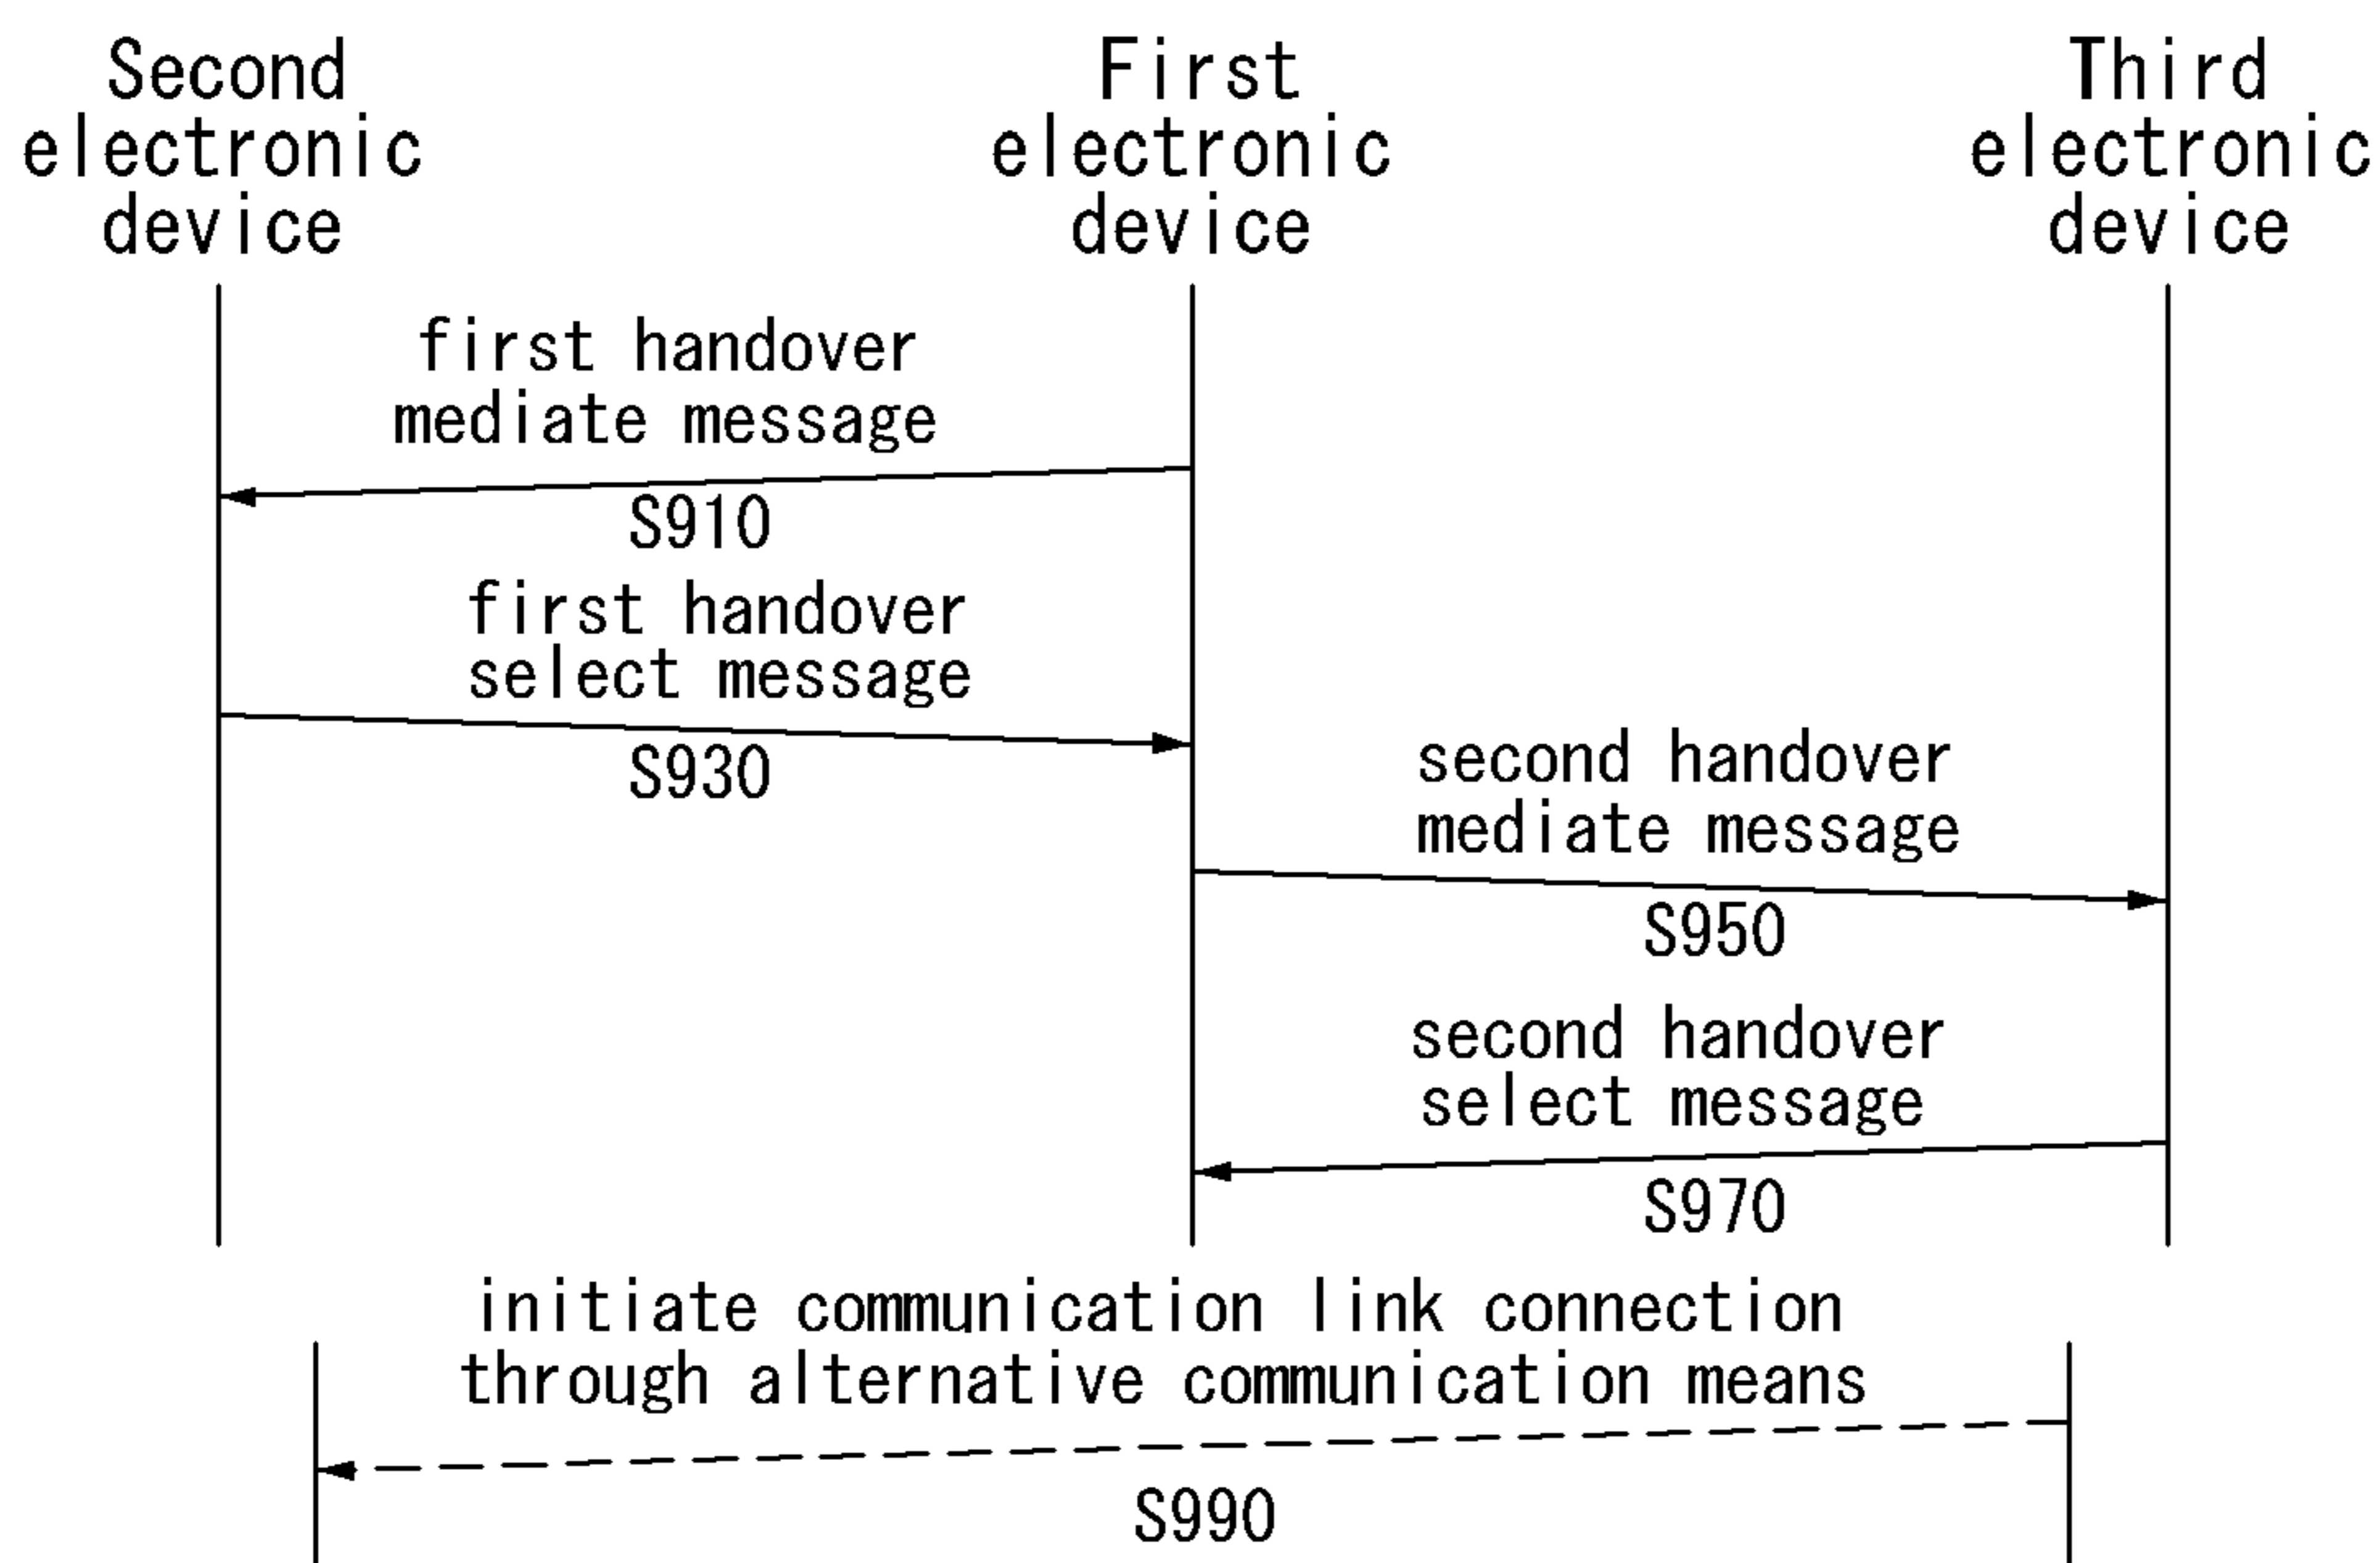 Second
electronic
device
First
electronic
device
Third
electronic
device
first handover
mediate message
S910
first handover
select message
S930
second handover
mediate message
S950
second handover
select message
S970
initiate communication link connection
through alternative communication means
S990